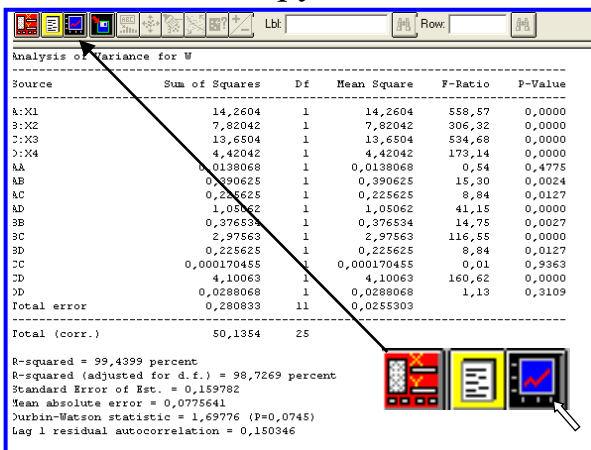 Lbl: Row:
Analysis of Variance for W
Source Sum of Squares Df Mean Square F-Ratio P-Value
A:X1 14,2604 1 14,2604 558,57 0,0000
B:X2 7,82042 1 7,82042 306,32 0,0000
C:X3 13,6504 1 13,6504 534,68 0,0000
D:X4 4,42042 1 4,42042 173,14 0,0000
AA 0,0138068 1 0,0138068 0,54 0,4775
AB 0,390625 1 0,390625 15,30 0,0024
AC 0,225625 1 0,225625 8,84 0,0127
AD 1,05062 1 1,05062 41,15 0,0000
BB 0,376534 1 0,376534 14,75 0,0027
BC 2,97563 1 2,97563 116,55 0,0000
BD 0,225625 1 0,225625 8,84 0,0127
CC 0,000170455 1 0,000170455 0,01 0,9363
CD 4,10063 1 4,10063 160,62 0,0000
DD 0,0288068 1 0,0288068 1,13 0,3109
Total error 0,280833 11 0,0255303
Total (corr.) 50,1354 25
R-squared = 99,4399 percent
R-squared (adjusted for d.f.) = 98,7269 percent
Standard Error of Est. = 0,159782
Mean absolute error = 0,0775641
Durbin-Watson statistic = 1,69776 (P=0,0745)
Lag 1 residual autocorrelation = 0,150346